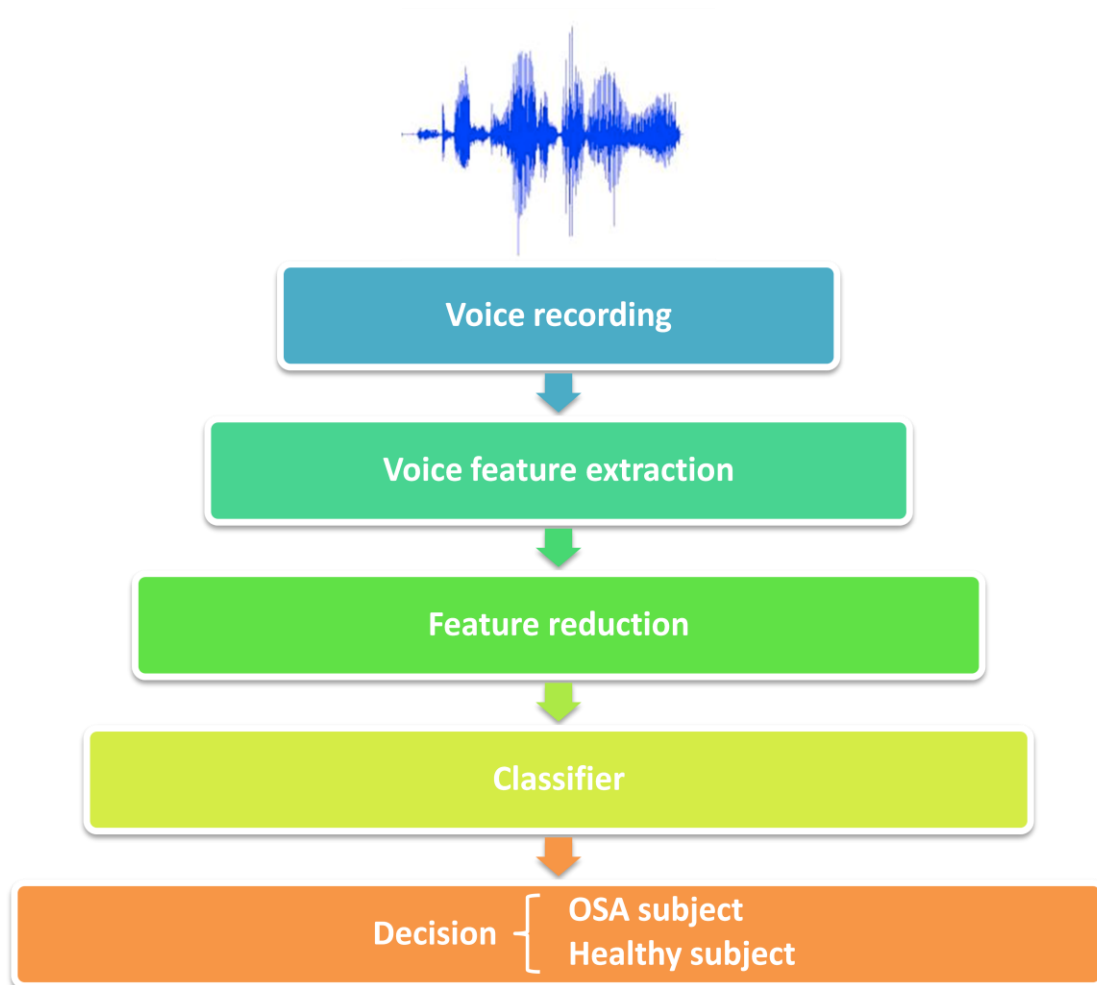 Voice recording
Voice feature extraction
Feature reduction
Classifier
Decision
OSA subject
Healthy subject